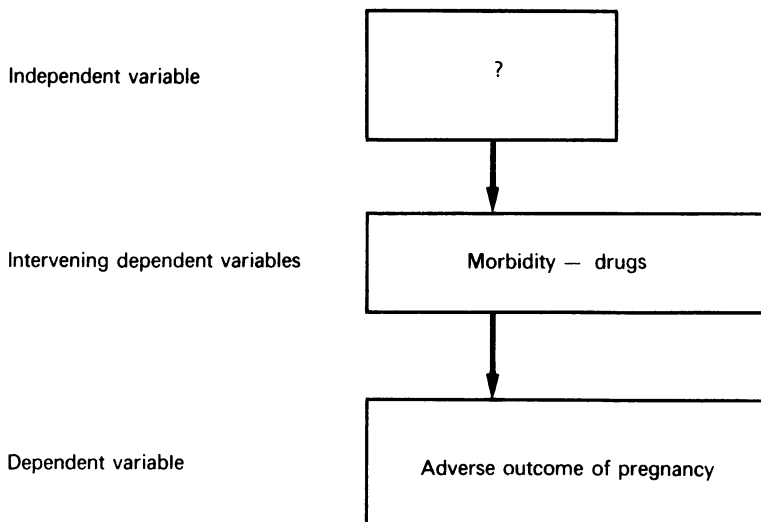 Independent variable
?
Intervening dependent variables
Morbidity — drugs
Dependent variable
Adverse outcome of pregnancy